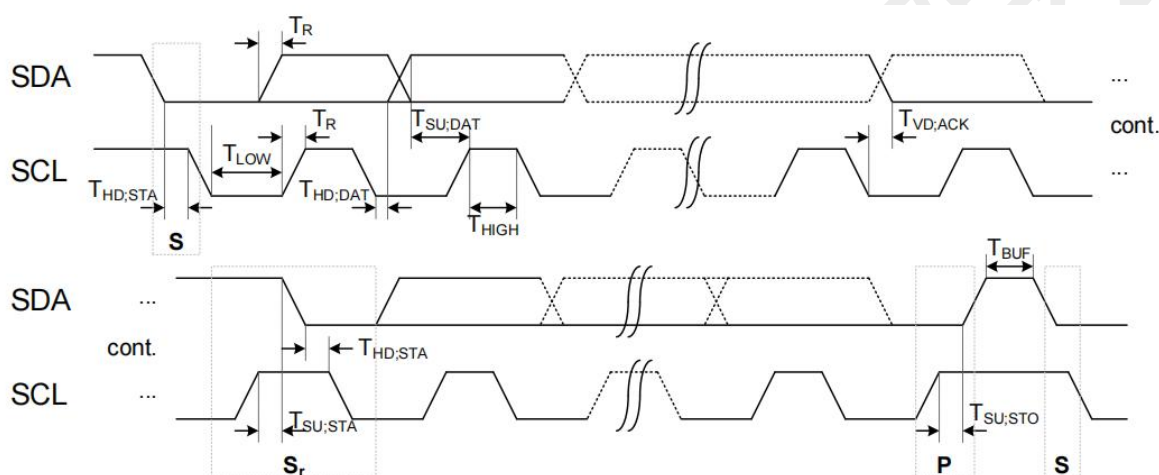 T_R
SDA ...
T_SU;DAT T_VD;ACK cont.
T_R
T_LOW
SCL ...
T_HD;STA T_HD;DAT
T_HIGH
S
T_BUF
SDA ...
cont.
T_HD;STA
SCL ...
T_SU;STA T_SU;STO
S_r P S